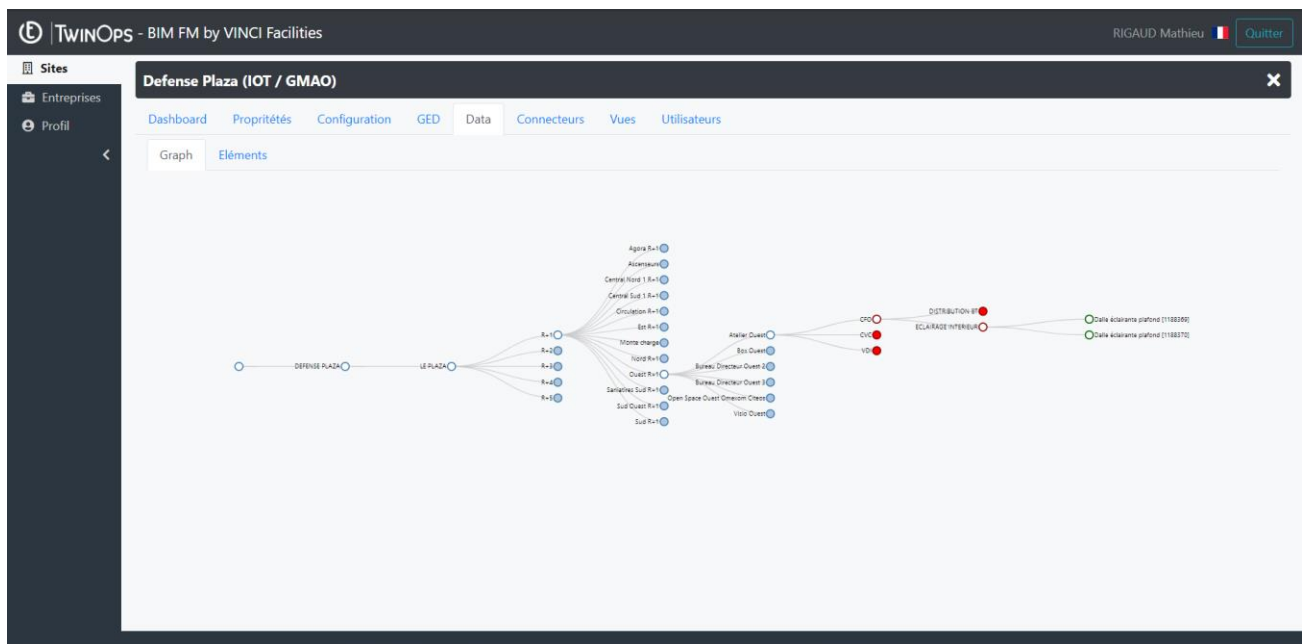 TWINOPS - BIM FM by VINCI Facilities
RIGAUD Mathieu
Quitter
Sites
Entreprises
Profil
Defense Plaza (IOT / GMAO)
Dashboard Propritétés Configuration GED Data Connecteurs Vues Utilisateurs
Graph Eléments
DEFENSE PLAZA
LE PLAZA
R+1
R+2
R+3
R+4
R+5
Agora R+1
Ascenseurs
Central Nord 1 R+1
Central Sud 1 R+1
Circulation R+1
Est R+1
Monte charge
Nord R+1
Ouest R+1
Sanitaires Sud R+1
Sud Ouest R+1
Sud R+1
Atelier Ouest
Box Ouest
Bureau Directeur Ouest 2
Bureau Directeur Ouest 3
Open Space Ouest Omexom Citeos
Visio Ouest
CFO
CVC
VDI
DISTRIBUTION BT
ECLAIRAGE INTERIEUR
Dalle éclairante plafond [1188369]
Dalle éclairante plafond [1188370]